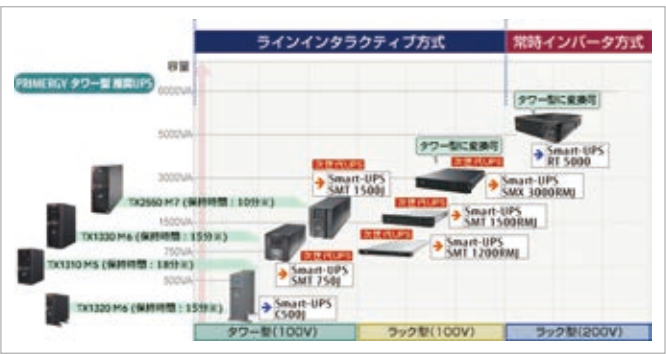 ラインインタラクティブ方式
常時インバータ方式
容量
PRIMERGY タワー型 推奨UPS
6000VA
タワー型に変換可
5000VA
タワー型に変換可
Smart-UPS
RT 5000
次世代UPS
次世代UPS
3000VA
Smart-UPS
SMT 1500J
Smart-UPS
SMX 3000RMJ
TX2550 M7 (保持時間:10分※)
次世代UPS
1500VA
Smart-UPS
SMT 1500RMJ
TX1330 M6 (保持時間:15分※)
次世代UPS
750VA
Smart-UPS
SMT 1200RMJ
TX1310 M5 (保持時間:18分※)
次世代UPS
500VA
Smart-UPS
SMT 750J
TX1320 M6 (保持時間:15分※)
Smart-UPS
C500J
タワー型(100V)
ラック型(100V)
ラック型(200V)